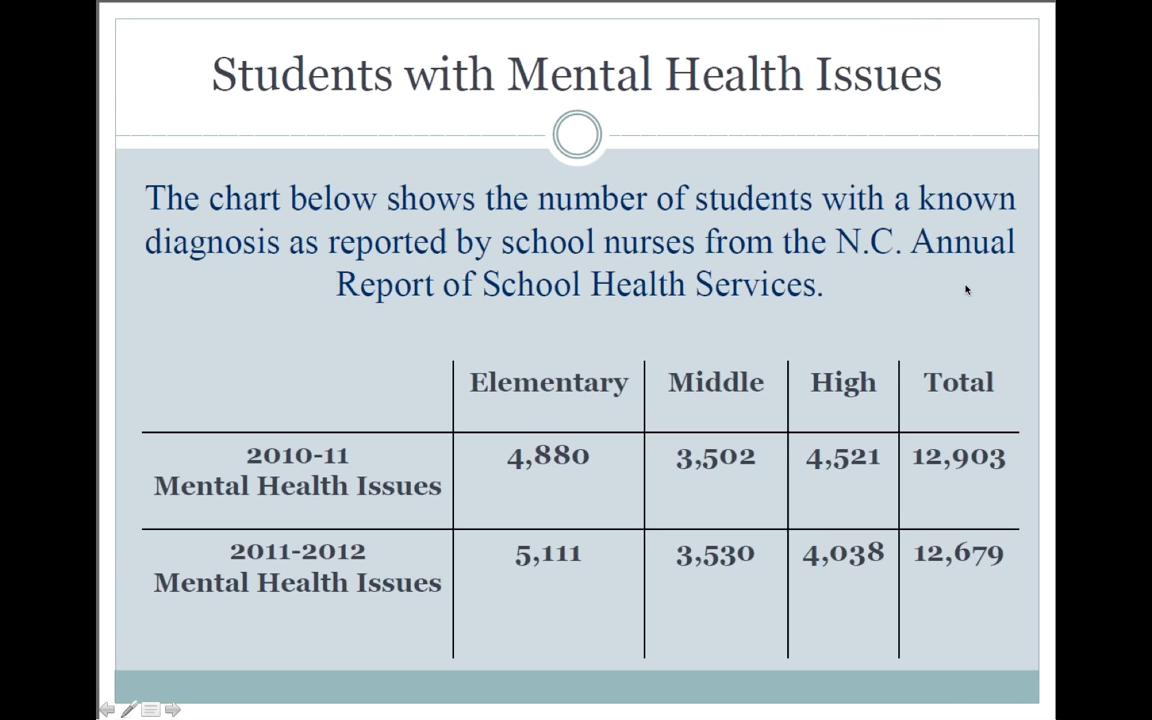 Students with Mental Health Issues
The chart below shows the number of students with a known
diagnosis as reported by school nurses from the N.C. Annual
Report of School Health Services.
Elementary Middle High Total
2010-11 4,880 3,502 4,521 12,903
Mental Health Issues
2011-2012 5,111 3,530 4,038 12,679
Mental Health Issues